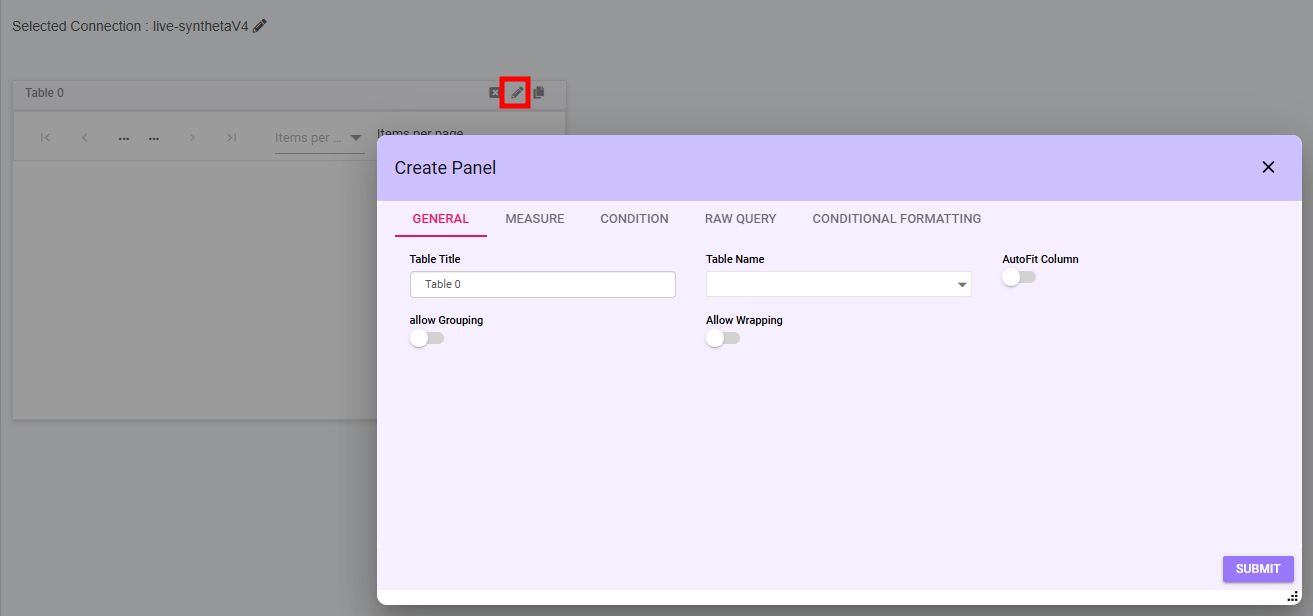 Selected Connection : live-synthetaV4
Table 0
... ...
Items per ...
Items per page
Create Panel
GENERAL MEASURE CONDITION RAW QUERY CONDITIONAL FORMATTING
Table Title Table Name AutoFit Column
Table 0
allow Grouping Allow Wrapping
SUBMIT